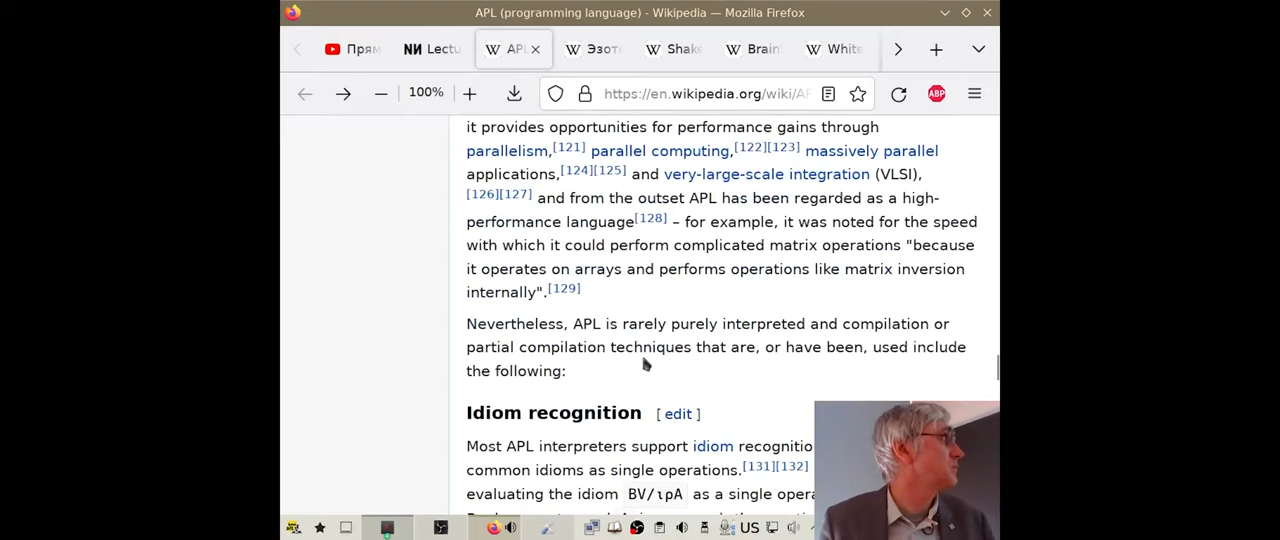 APL (programming language) - Wikipedia — Mozilla Firefox
Прям
NN Lectu
W APL
W Эзот
W Shake
W Brain
W White
100%
https://en.wikipedia.org/wiki/AP
ABP
it provides opportunities for performance gains through
parallelism,[121] parallel computing,[122][123] massively parallel
applications,[124][125] and very-large-scale integration (VLSI),
[126][127] and from the outset APL has been regarded as a high-
performance language[128] – for example, it was noted for the speed
with which it could perform complicated matrix operations "because
it operates on arrays and performs operations like matrix inversion
internally".[129]
Nevertheless, APL is rarely purely interpreted and compilation or
partial compilation techniques that are, or have been, used include
the following:
Idiom recognition [ edit ]
Most APL interpreters support idiom recognitio
common idioms as single operations.[131][132]
evaluating the idiom BV/⍳⍴A as a single opera
US